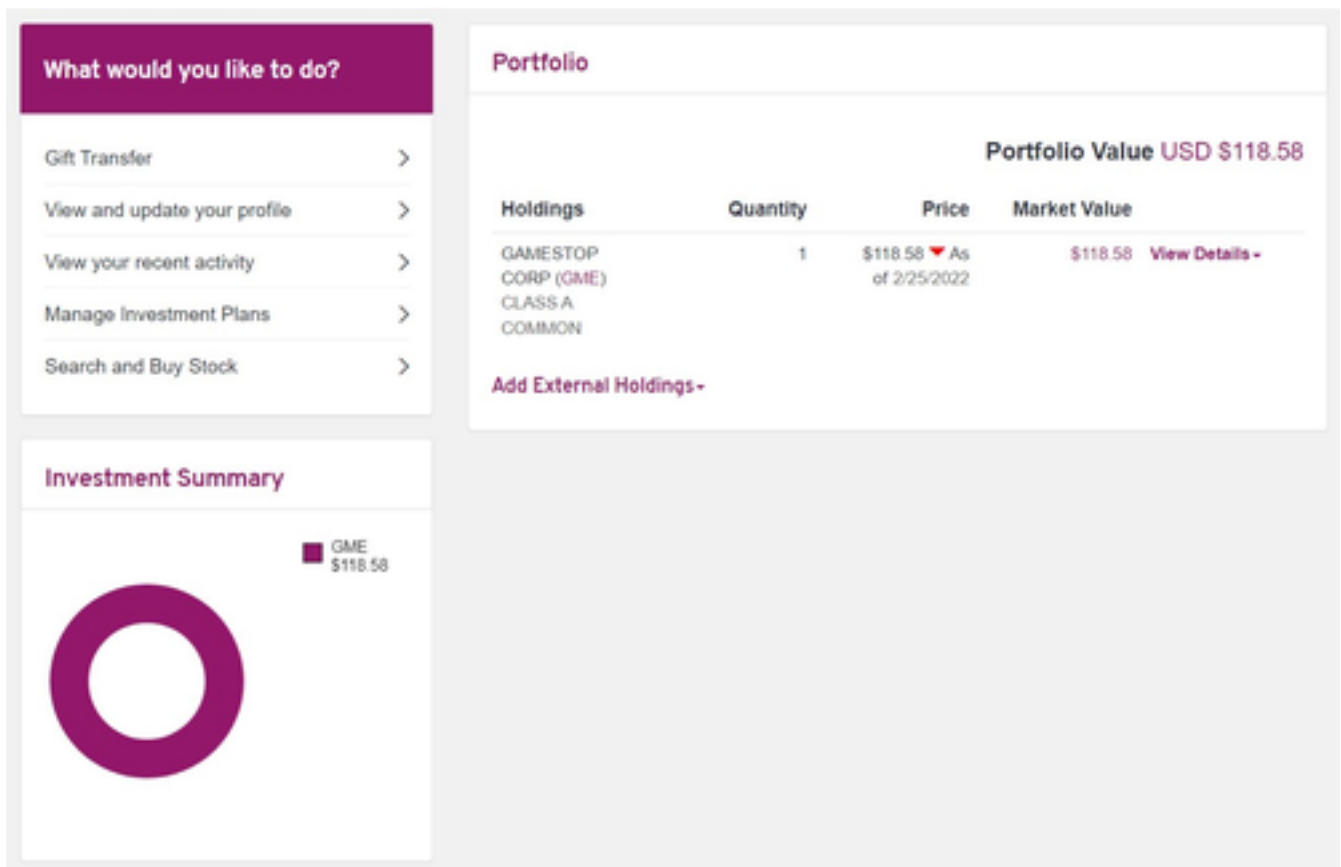 What would you like to do?
Gift Transfer
View and update your profile
View your recent activity
Manage Investment Plans
Search and Buy Stock
Portfolio
Portfolio Value USD $118.58
Holdings Quantity Price Market Value
GAMESTOP 1 $118.58 As $118.58 View Details
CORP (GME) of 2/25/2022
CLASS A
COMMON
Add External Holdings
Investment Summary
GME
$118.58